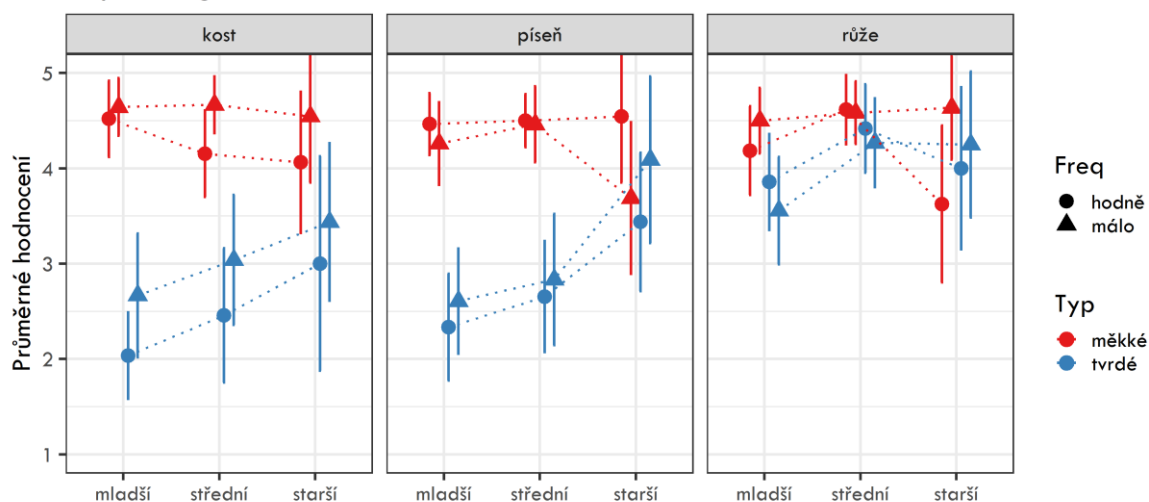 kost
píseň
růže
Průměrné hodnocení
5
4
3
2
1
mladší střední starší
mladší střední starší
mladší střední starší
Freq
hodně
málo
Typ
měkké
tvrdé